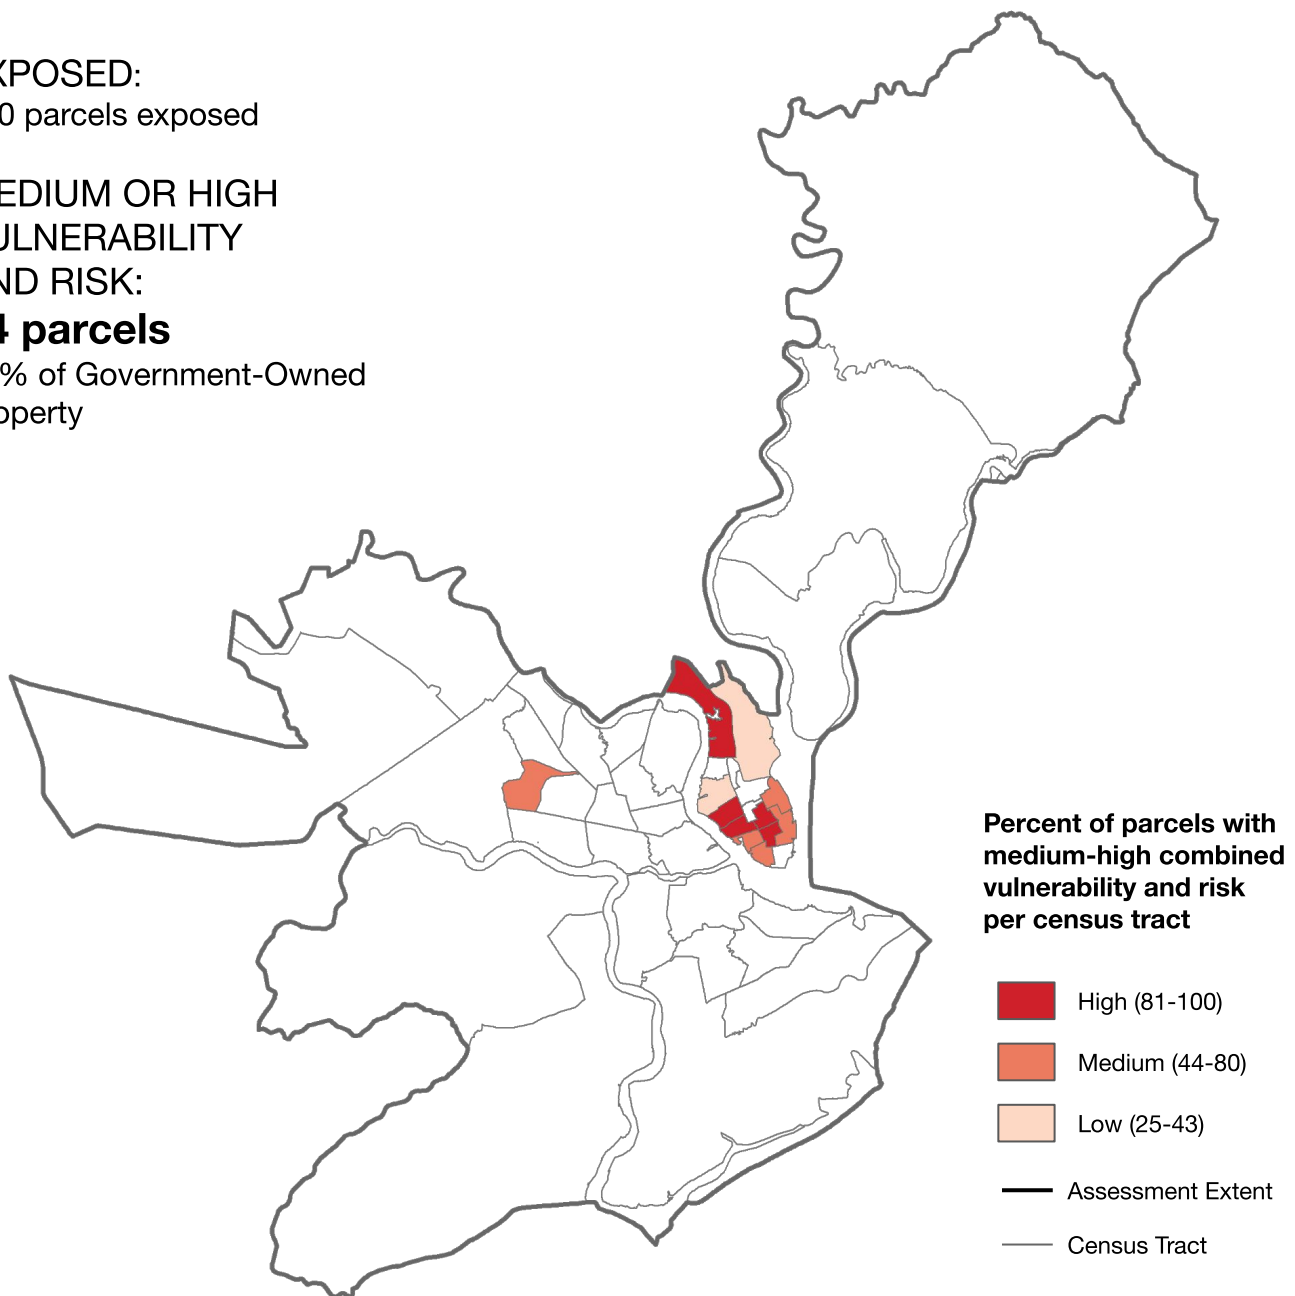 XPOSED:
0 parcels exposed
EDIUM OR HIGH
ULNERABILITY
ND RISK:
4 parcels
% of Government-Owned
operty
Percent of parcels with
medium-high combined
vulnerability and risk
per census tract
High (81-100)
Medium (44-80)
Low (25-43)
Assessment Extent
Census Tract